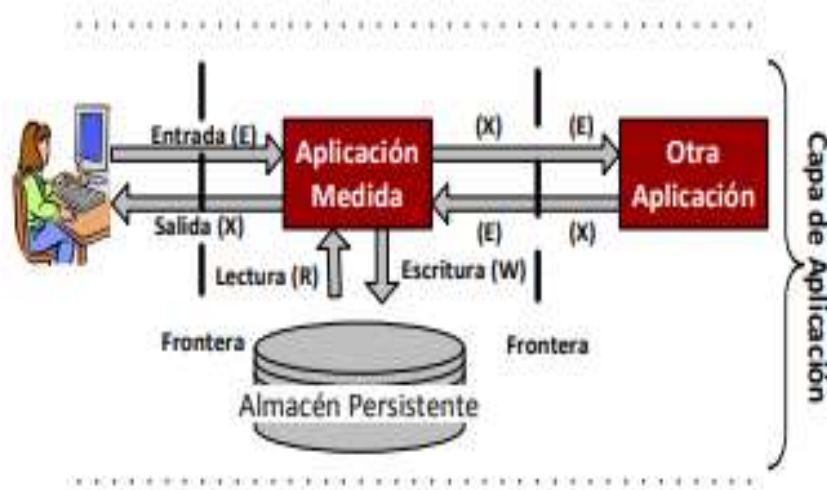 Entrada (E)
Aplicación
Medida
(X)
(E)
Otra
Aplicación
Salida (X)
(E)
(X)
Lectura (R)
Escritura (W)
Frontera
Frontera
Almacén Persistente
Capa de Aplicación